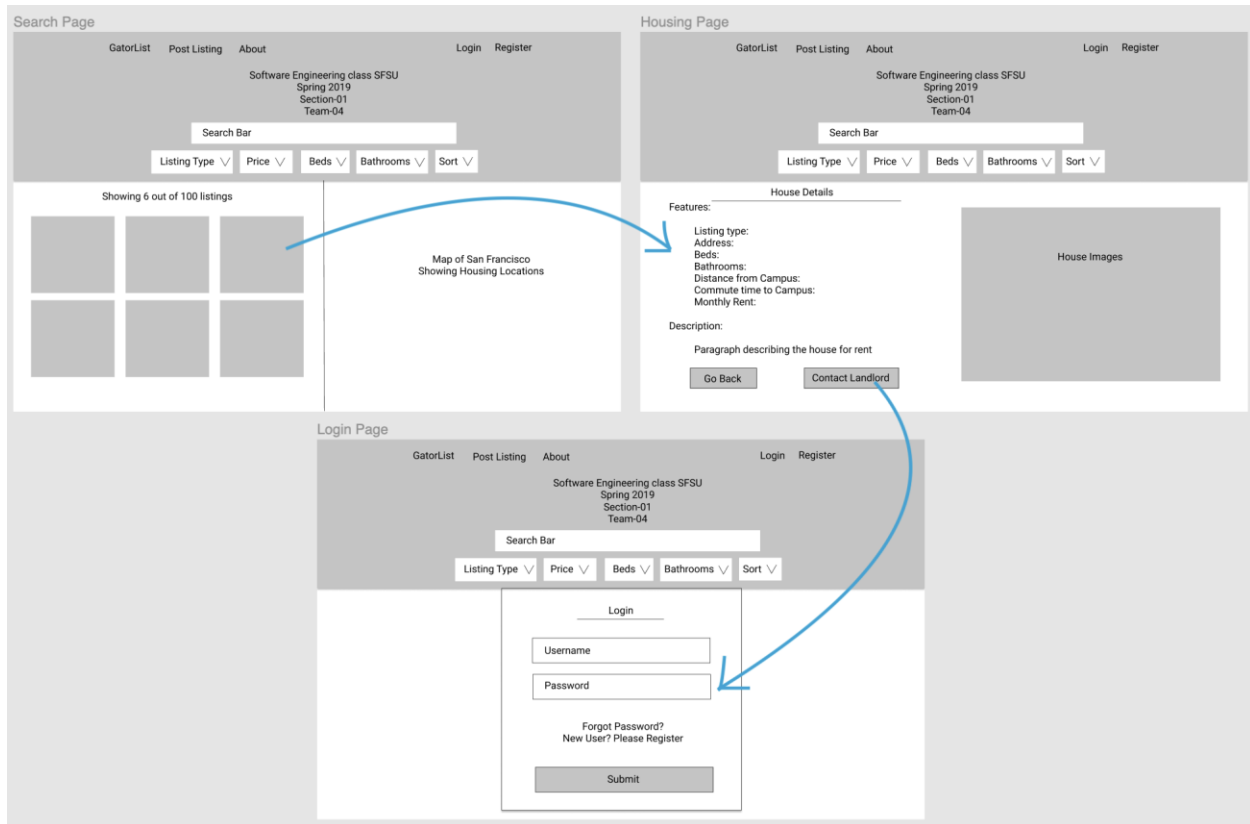 Search Page
GatorList Post Listing About Login Register
Software Engineering class SFSU
Spring 2019
Section-01
Team-04
Search Bar
Listing Type Price Beds Bathrooms Sort
Showing 6 out of 100 listings
Map of San Francisco
Showing Housing Locations
Housing Page
GatorList Post Listing About Login Register
Software Engineering class SFSU
Spring 2019
Section-01
Team-04
Search Bar
Listing Type Price Beds Bathrooms Sort
House Details
Features:
Listing type:
Address:
Beds:
Bathrooms:
Distance from Campus:
Commute time to Campus:
Monthly Rent:
Description:
Paragraph describing the house for rent
Go Back Contact Landlord
House Images
Login Page
GatorList Post Listing About Login Register
Software Engineering class SFSU
Spring 2019
Section-01
Team-04
Search Bar
Listing Type Price Beds Bathrooms Sort
Login
Username
Password
Forgot Password?
New User? Please Register
Submit